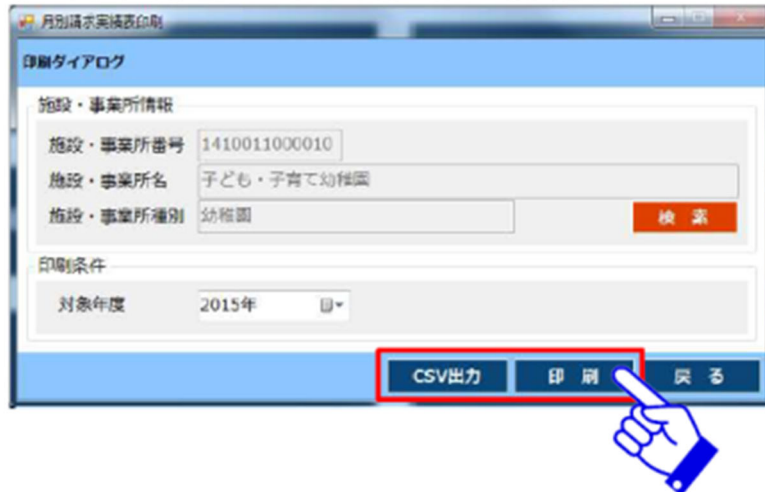 月別請求実績表印刷
印刷ダイアログ
施設・事業所情報
施設・事業所番号 1410011000010
施設・事業所名 子ども・子育て幼稚園
施設・事業所種別 幼稚園
検 索
印刷条件
対象年度 2015年
CSV出力 印 刷 戻 る